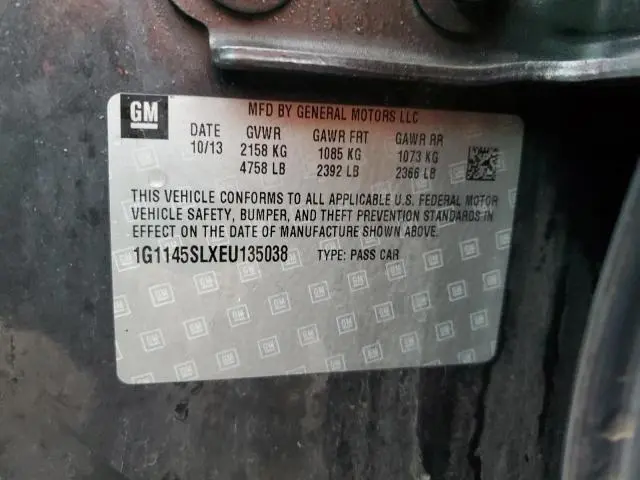 GM
MFD BY GENERAL MOTORS LLC
DATE GVWR GAWR FRT GAWR RR
10/13 2158 KG 1085 KG 1073 KG
4758 LB 2392 LB 2366 LB
THIS VEHICLE CONFORMS TO ALL APPLICABLE U.S. FEDERAL MOTOR
VEHICLE SAFETY, BUMPER, AND THEFT PREVENTION STANDARDS IN
EFFECT ON THE DATE OF MANUFACTURE SHOWN ABOVE.
1G1145SLXEU135038 TYPE: PASS CAR